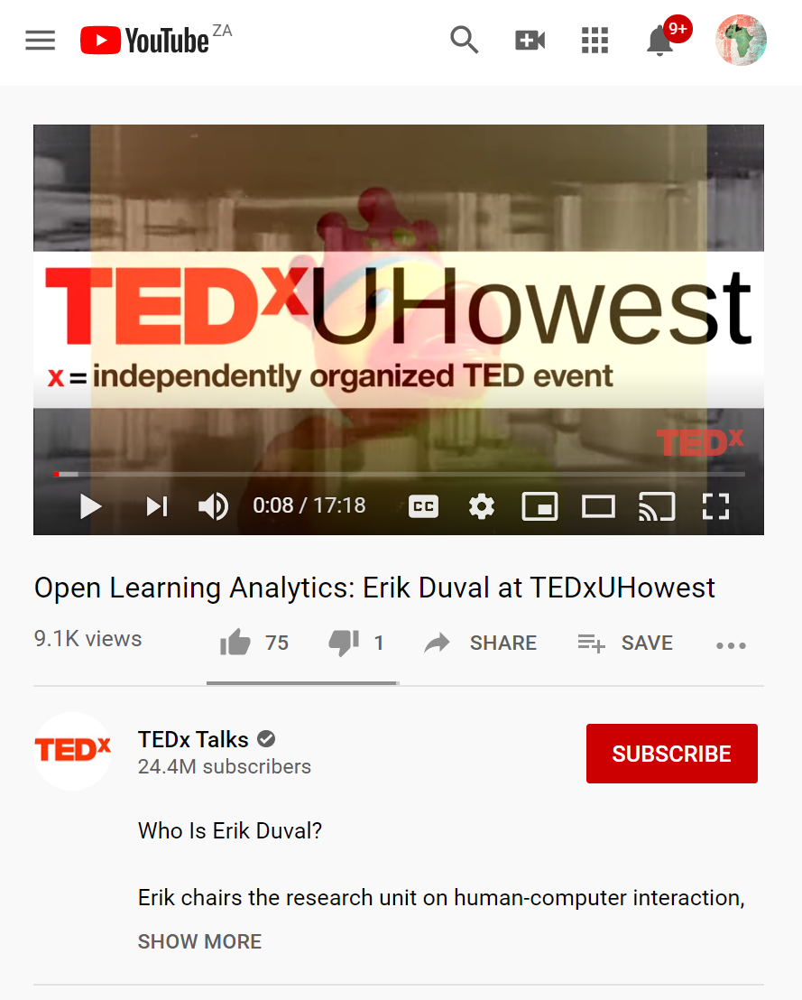 YouTube ZA
9+
TEDxUHowest
x = independently organized TED event
TEDx
0:08 / 17:18
CC
Open Learning Analytics: Erik Duval at TEDxUHowest
9.1K views
75
1
SHARE
SAVE
TEDx
TEDx Talks
24.4M subscribers
SUBSCRIBE
Who Is Erik Duval?
Erik chairs the research unit on human-computer interaction,
SHOW MORE